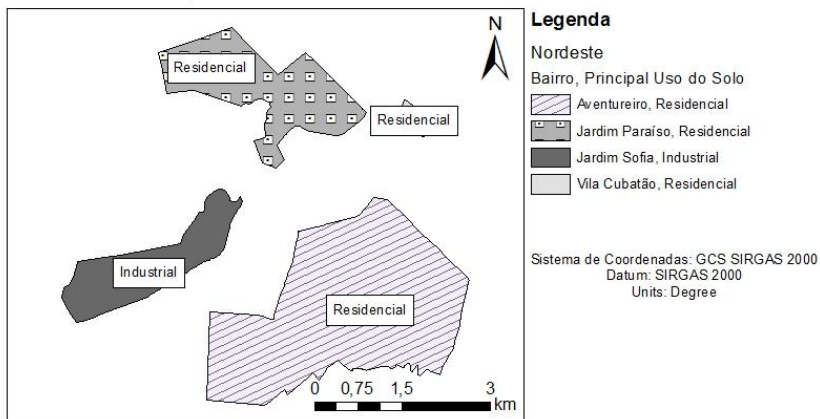 N
Residencial
Residencial
Industrial
Residencial
0 0,75 1,5 3
km
Legenda
Nordeste
Bairro, Principal Uso do Solo
Aventureiro, Residencial
Jardim Paraíso, Residencial
Jardim Sofia, Industrial
Vila Cubatão, Residencial
Sistema de Coordenadas: GCS SIRGAS 2000
Datum: SIRGAS 2000
Units: Degree